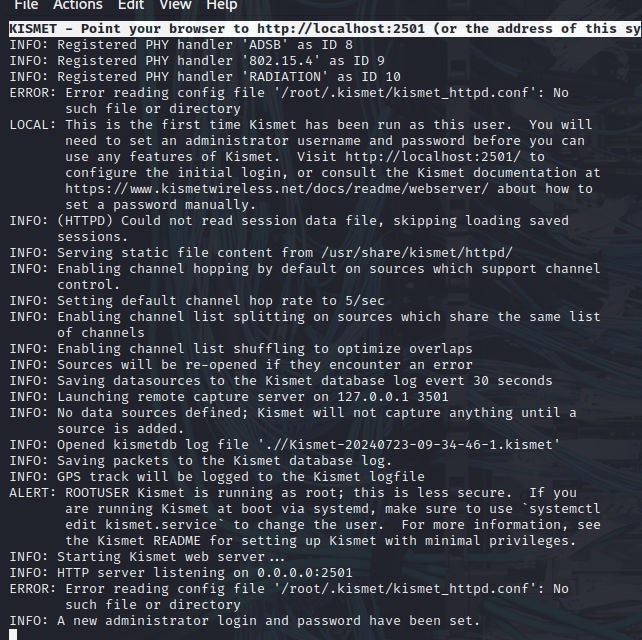 File Actions Edit View Help
KISMET - Point your browser to http://localhost:2501 (or the address of this sy
INFO: Registered PHY handler 'ADSB' as ID 8
INFO: Registered PHY handler '802.15.4' as ID 9
INFO: Registered PHY handler 'RADIATION' as ID 10
ERROR: Error reading config file '/root/.kismet/kismet_httpd.conf': No
such file or directory
LOCAL: This is the first time Kismet has been run as this user.  You will
need to set an administrator username and password before you can
use any features of Kismet.  Visit http://localhost:2501/ to
configure the initial login, or consult the Kismet documentation at
https://www.kismetwireless.net/docs/readme/webserver/ about how to
set a password manually.
INFO: (HTTPD) Could not read session data file, skipping loading saved
sessions.
INFO: Serving static file content from /usr/share/kismet/httpd/
INFO: Enabling channel hopping by default on sources which support channel
control.
INFO: Setting default channel hop rate to 5/sec
INFO: Enabling channel list splitting on sources which share the same list
of channels
INFO: Enabling channel list shuffling to optimize overlaps
INFO: Sources will be re-opened if they encounter an error
INFO: Saving datasources to the Kismet database log evert 30 seconds
INFO: Launching remote capture server on 127.0.0.1 3501
INFO: No data sources defined; Kismet will not capture anything until a
source is added.
INFO: Opened kismetdb log file './/Kismet-20240723-09-34-46-1.kismet'
INFO: Saving packets to the Kismet database log.
INFO: GPS track will be logged to the Kismet logfile
ALERT: ROOTUSER Kismet is running as root; this is less secure.  If you
are running Kismet at boot via systemd, make sure to use `systemctl
edit kismet.service` to change the user.  For more information, see
the Kismet README for setting up Kismet with minimal privileges.
INFO: Starting Kismet web server...
INFO: HTTP server listening on 0.0.0.0:2501
ERROR: Error reading config file '/root/.kismet/kismet_httpd.conf': No
such file or directory
INFO: A new administrator login and password have been set.